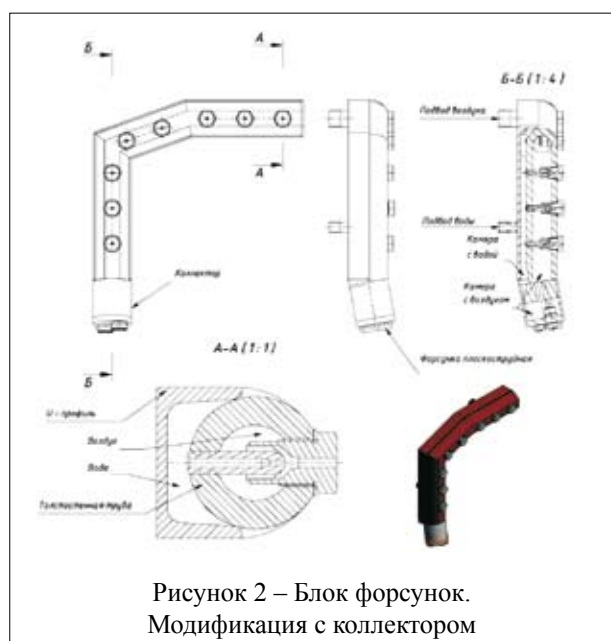 Б
А
Б-Б (1:4)
Подвод воздуха
А
Подвод воды
Камера
с водой
Коллектор
Камера
с воздухом
А-А (1:1)
Форсунка плоскоструйная
Б
U - профиль
Воздух
Вода
Толстостенная труба
Рисунок 2 – Блок форсунок.
Модификация с коллектором